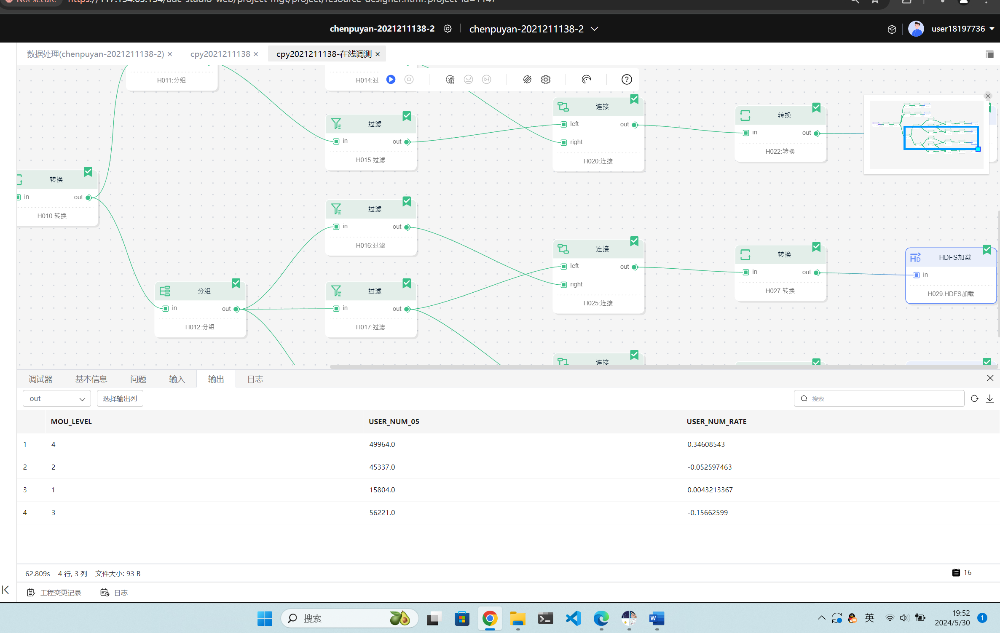 Not secure
chenpuyan-2021211138-2
chenpuyan-2021211138-2
user18197736
数据处理(chenpuyan-2021211138-2) ×
cpy2021211138 ×
cpy2021211138-在线调测 ×
H011:分组
H014:过
过滤
in
out
H015:过滤
连接
left
out
right
H020:连接
转换
in
out
H022:转换
转换
in
out
H010:转换
过滤
in
out
H016:过滤
连接
left
out
right
H025:连接
转换
in
out
H027:转换
HDFS加载
in
H029:HDFS加载
分组
in
out
H012:分组
过滤
in
out
H017:过滤
连接
调试器
基本信息
问题
输入
输出
日志
out
选择输出列
搜索
MOU_LEVEL USER_NUM_05 USER_NUM_RATE
1 4 49964.0 0.34608543
2 2 45337.0 -0.052597463
3 1 15804.0 0.0043213367
4 3 56221.0 -0.15662599
62.809s 4 行, 3 列 文件大小: 93 B
16
工程变更记录
日志
搜索
英
19:52
2024/5/30
1